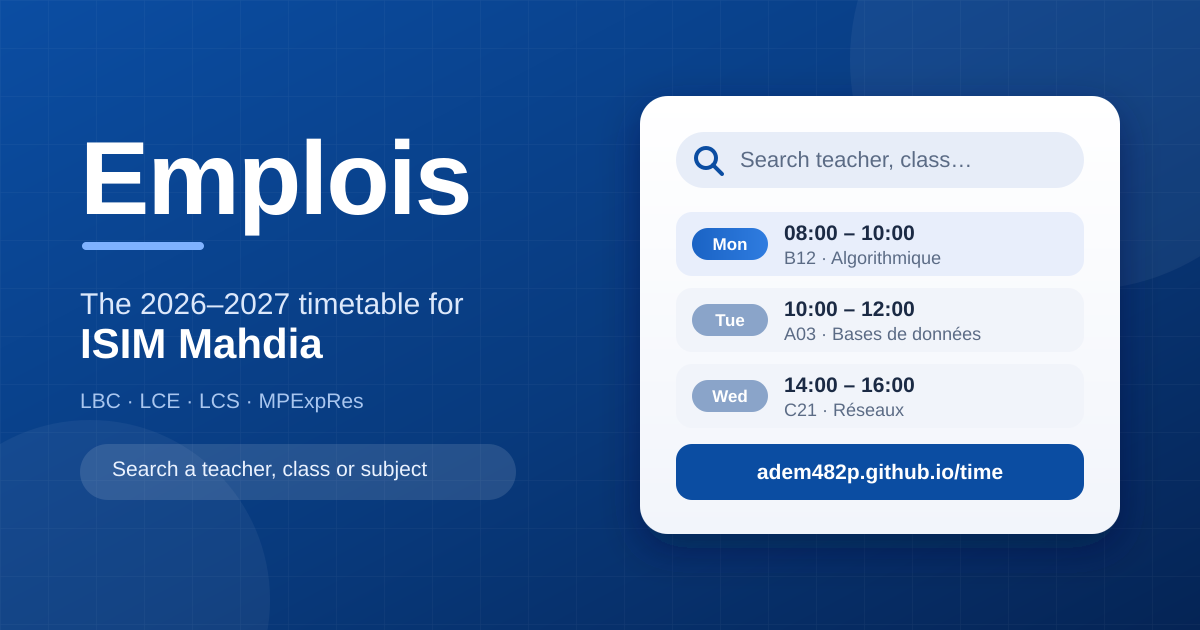 Emplois
The 2026–2027 timetable for
ISIM Mahdia
LBC · LCE · LCS · MPExpRes
Search a teacher, class or subject
Search teacher, class…
Mon
08:00 – 10:00
B12 · Algorithmique
Tue
10:00 – 12:00
A03 · Bases de données
Wed
14:00 – 16:00
C21 · Réseaux
adem482p.github.io/time